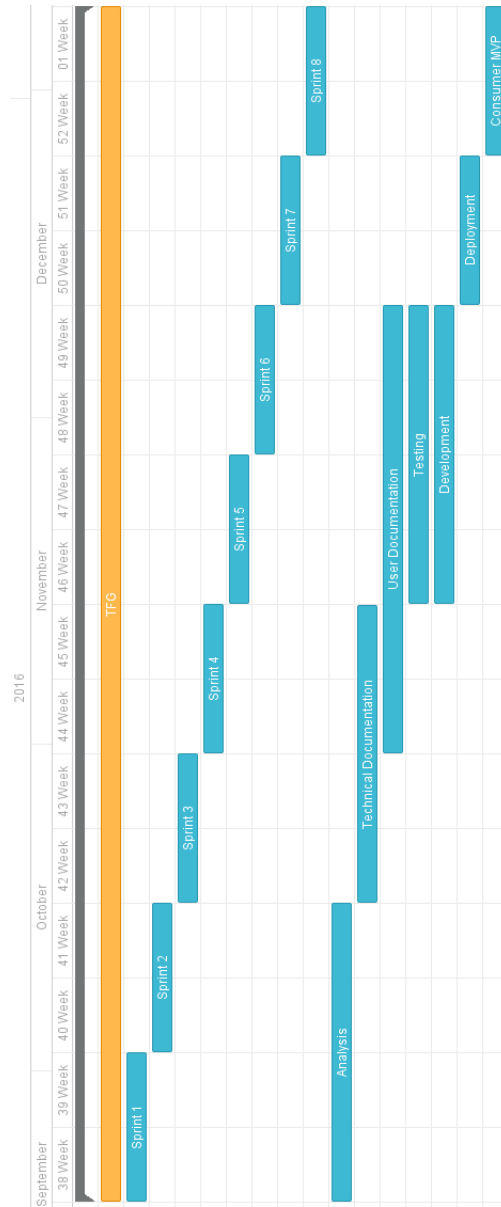 2016
September
October
November
December
38 Week
39 Week
40 Week
41 Week
42 Week
43 Week
44 Week
45 Week
46 Week
47 Week
48 Week
49 Week
50 Week
51 Week
52 Week
01 Week
TFG
Sprint 1
Sprint 2
Sprint 3
Sprint 4
Sprint 5
Sprint 6
Sprint 7
Sprint 8
Analysis
Technical Documentation
User Documentation
Testing
Development
Deployment
Consumer MVP